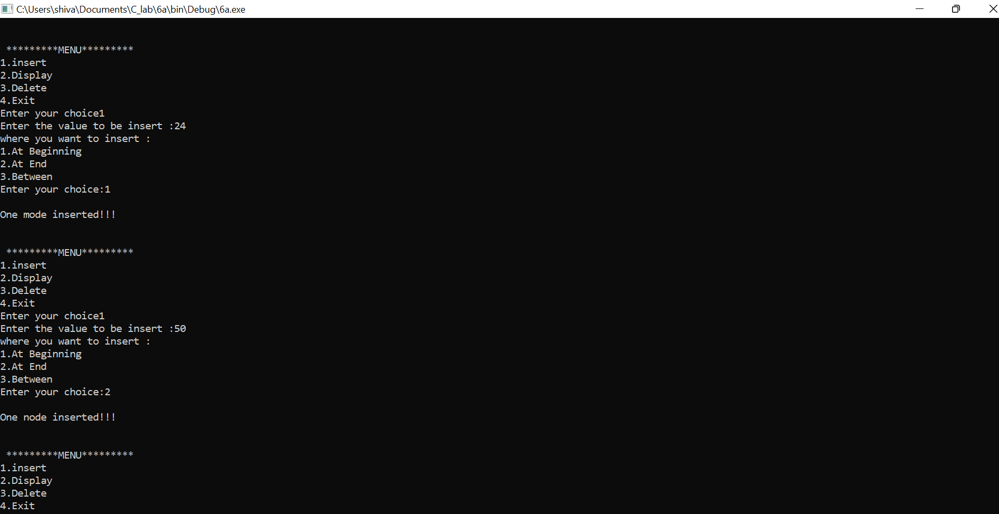 C:\Users\shiva\Documents\C_lab\6a\bin\Debug\6a.exe
*********MENU*********
1.insert
2.Display
3.Delete
4.Exit
Enter your choice1
Enter the value to be insert :24
where you want to insert :
1.At Beginning
2.At End
3.Between
Enter your choice:1
One mode inserted!!!
*********MENU*********
1.insert
2.Display
3.Delete
4.Exit
Enter your choice1
Enter the value to be insert :50
where you want to insert :
1.At Beginning
2.At End
3.Between
Enter your choice:2
One node inserted!!!
*********MENU*********
1.insert
2.Display
3.Delete
4.Exit